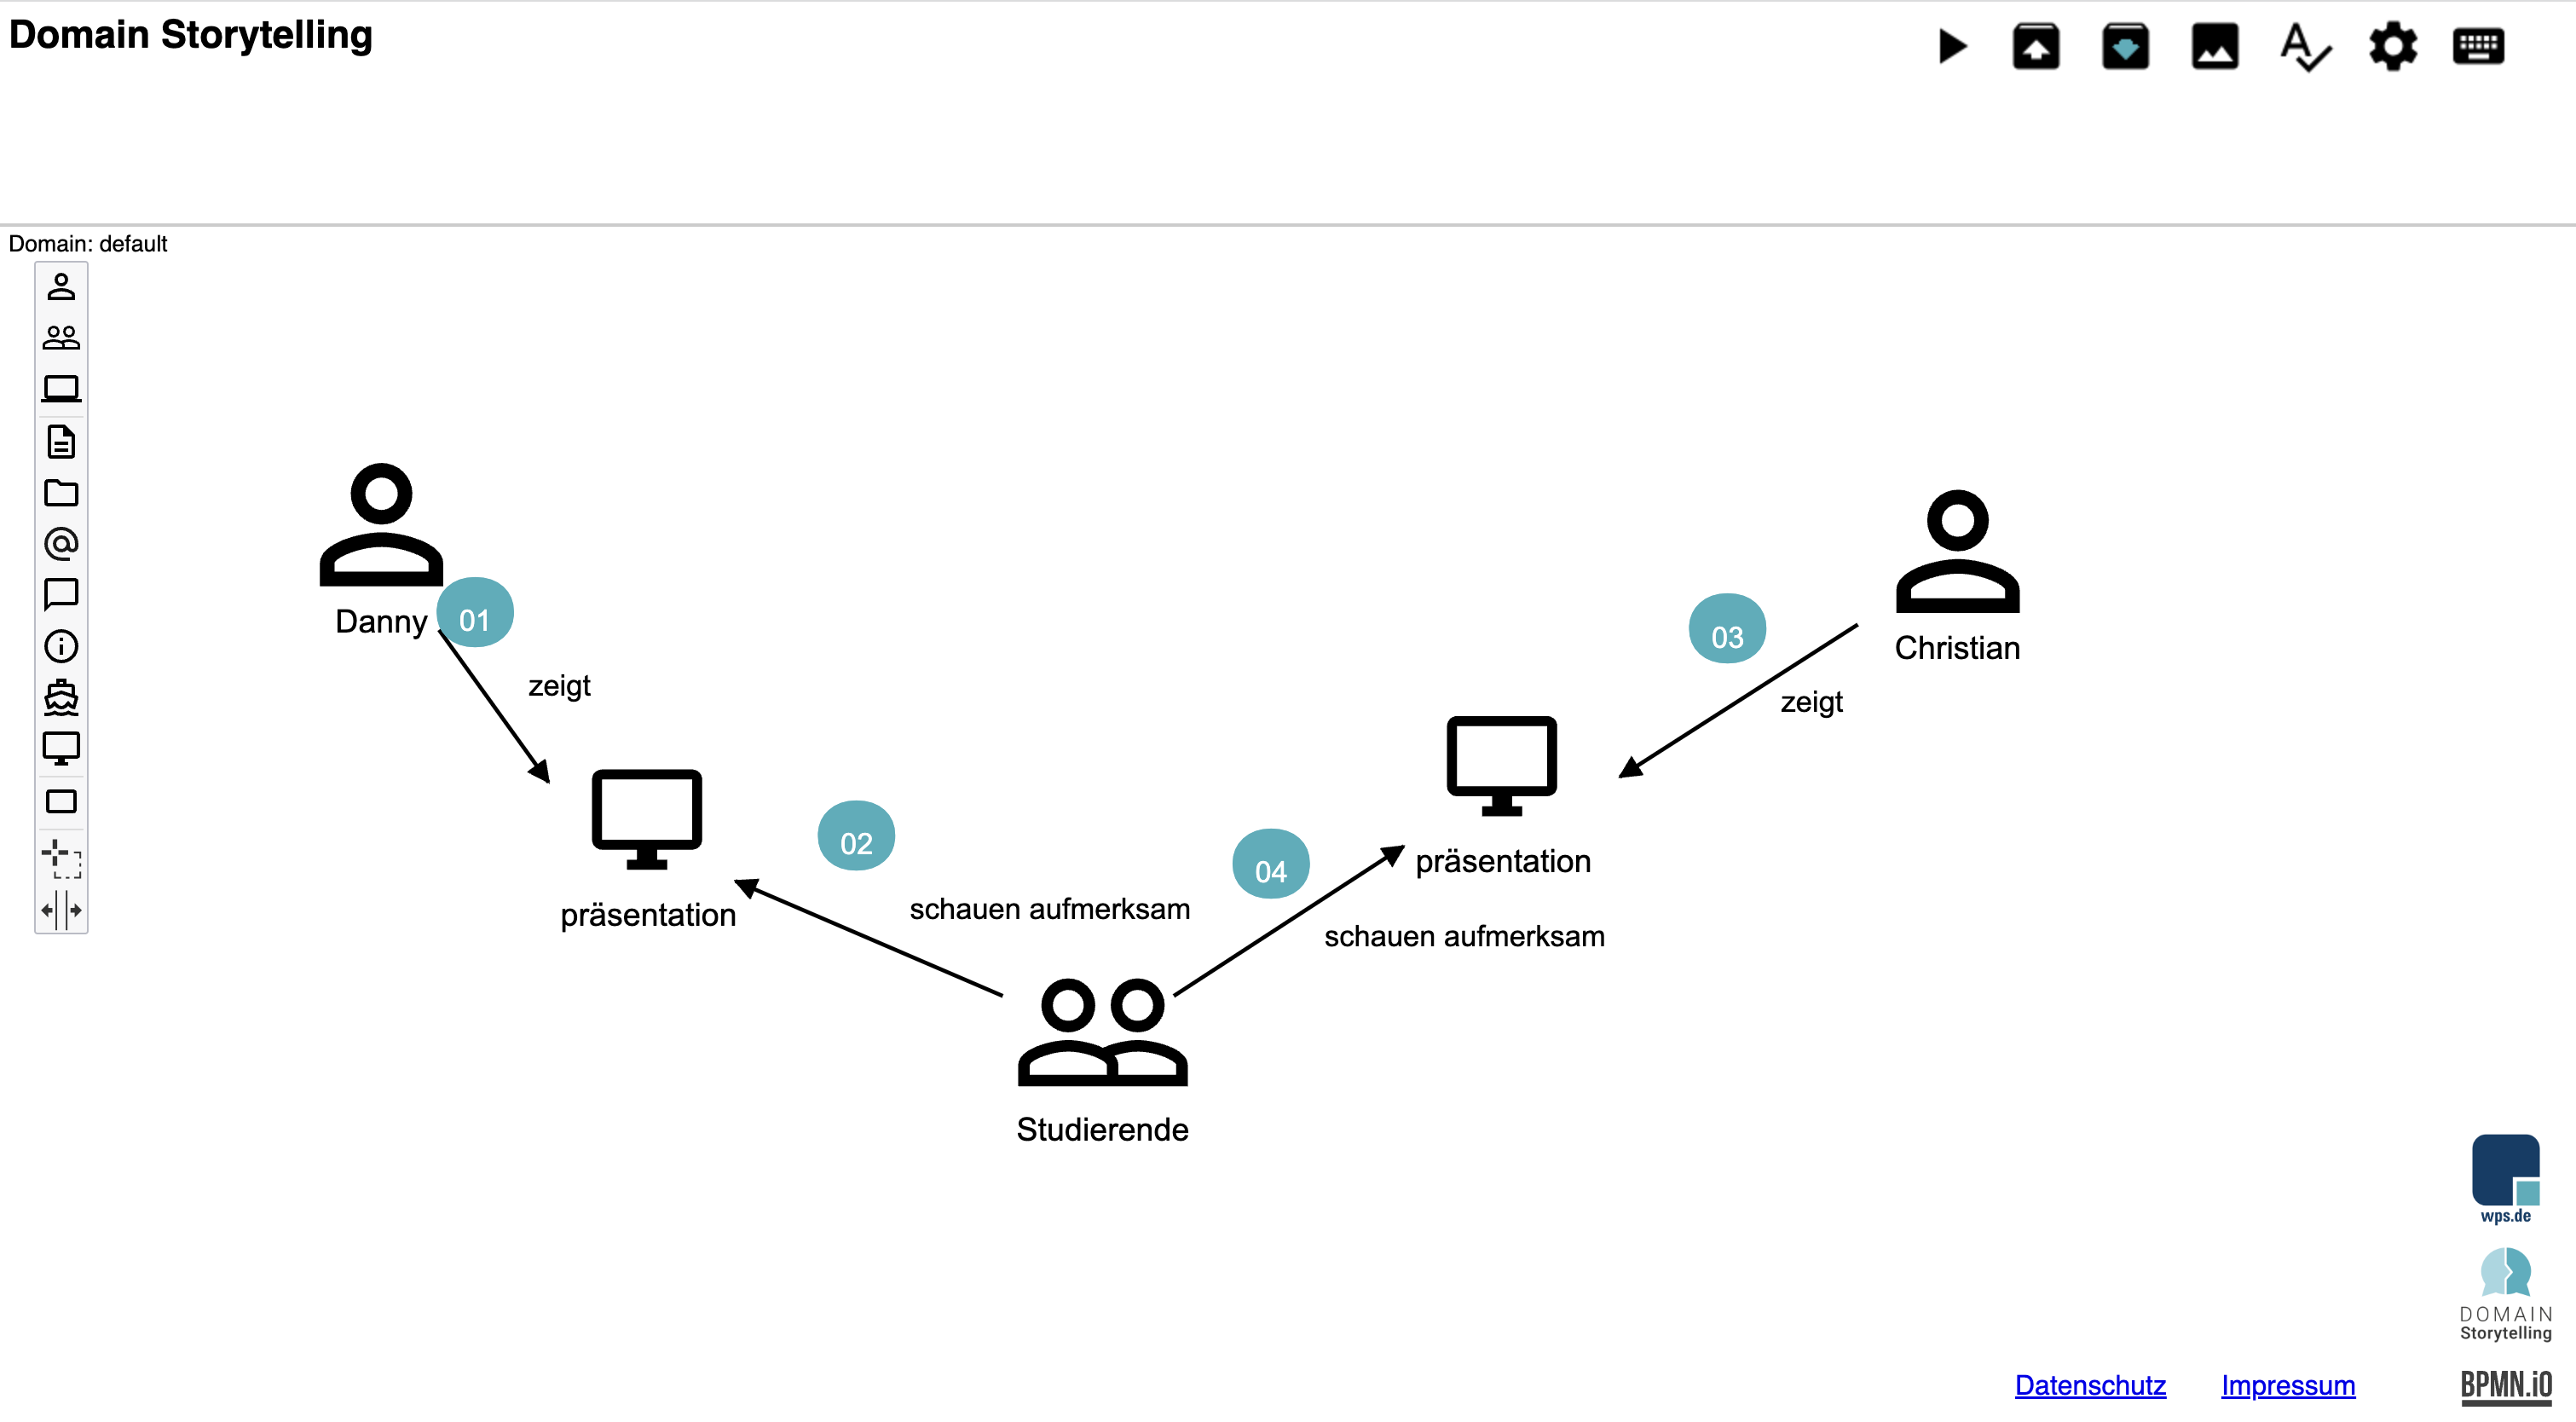 Domain Storytelling
Domain: default
Danny
01
zeigt
präsentation
02
schauen aufmerksam
Studierende
03
Christian
zeigt
präsentation
04
schauen aufmerksam
wps.de
DOMAIN
Storytelling
Datenschutz
Impressum
BPMN.iO